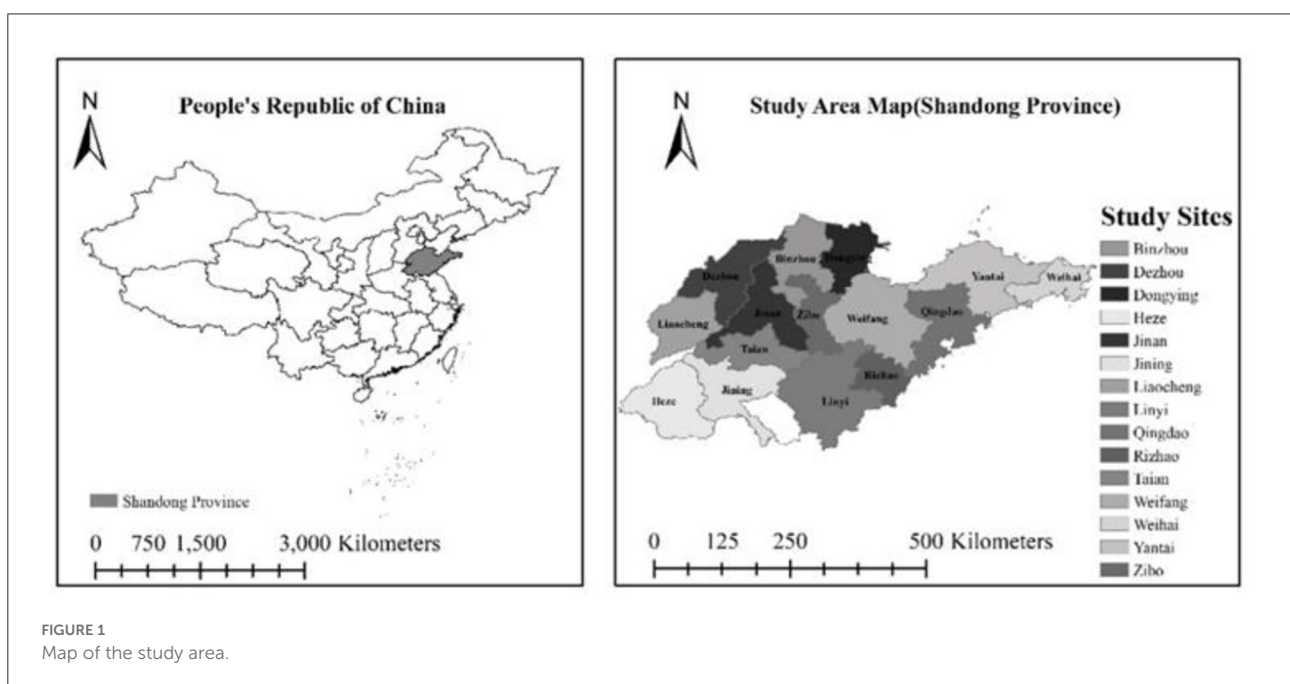 N
People's Republic of China
Shandong Province
0 750 1,500 3,000 Kilometers
N
Study Area Map(Shandong Province)
Binzhou
Dongying
Dezhou
Yantai
Weihai
Jinan
Zibo
Weifang
Qingdao
Liaocheng
Taian
Rizhao
Jining
Heze
Linyi
Study Sites
Binzhou
Dezhou
Dongying
Heze
Jinan
Jining
Liaocheng
Linyi
Qingdao
Rizhao
Taian
Weifang
Weihai
Yantai
Zibo
0 125 250 500 Kilometers
FIGURE 1
Map of the study area.